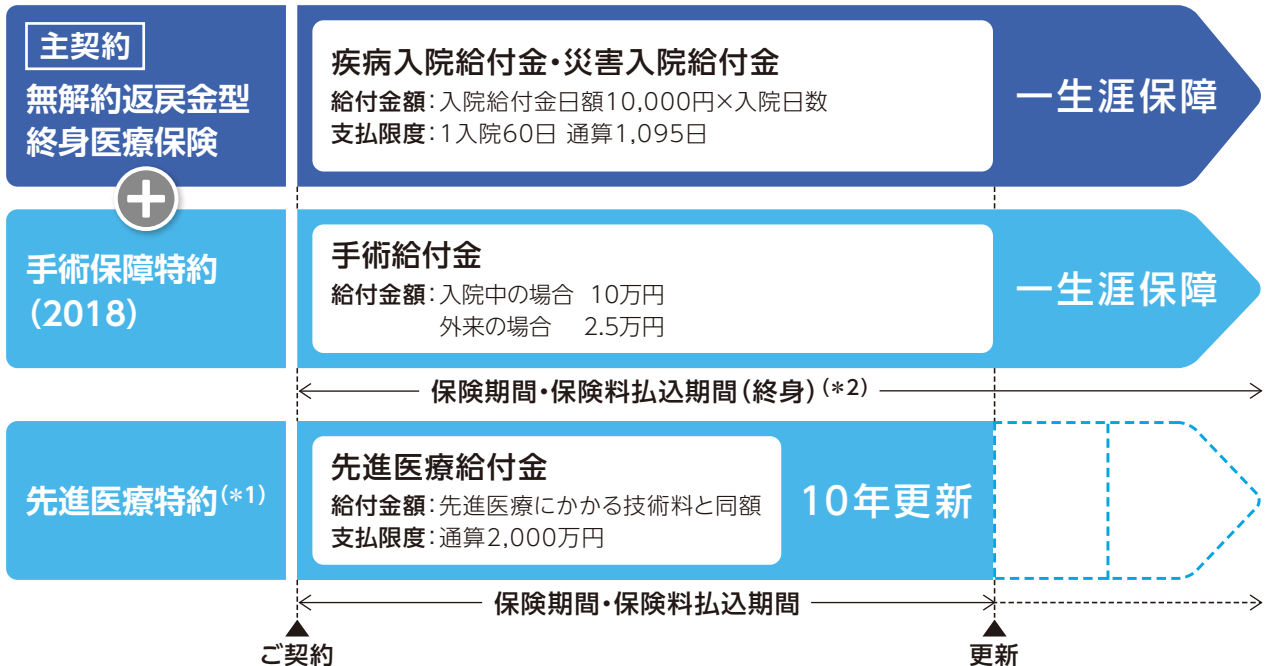 主契約
無解約返戻金型
終身医療保険
疾病入院給付金・災害入院給付金
給付金額：入院給付金日額10,000円×入院日数
支払限度：1入院60日 通算1,095日
一生涯保障
手術保障特約
（2018）
手術給付金
給付金額：入院中の場合 10万円
外来の場合 2.5万円
一生涯保障
保険期間・保険料払込期間（終身）(*2)
先進医療特約(*1)
先進医療給付金
給付金額：先進医療にかかる技術料と同額
支払限度：通算2,000万円
10年更新
保険期間・保険料払込期間
ご契約
更新